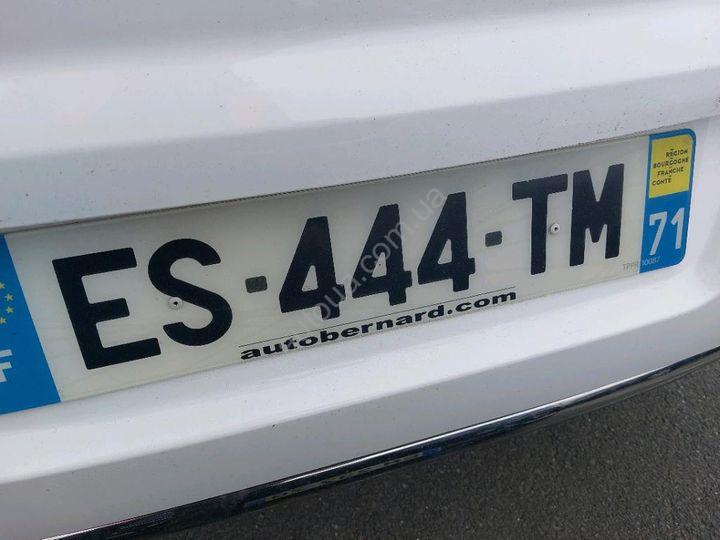 RÉGION
BOURGOGNE
FRANCHE
COMTÉ
F
ES-444-TM
71
autobernard.com